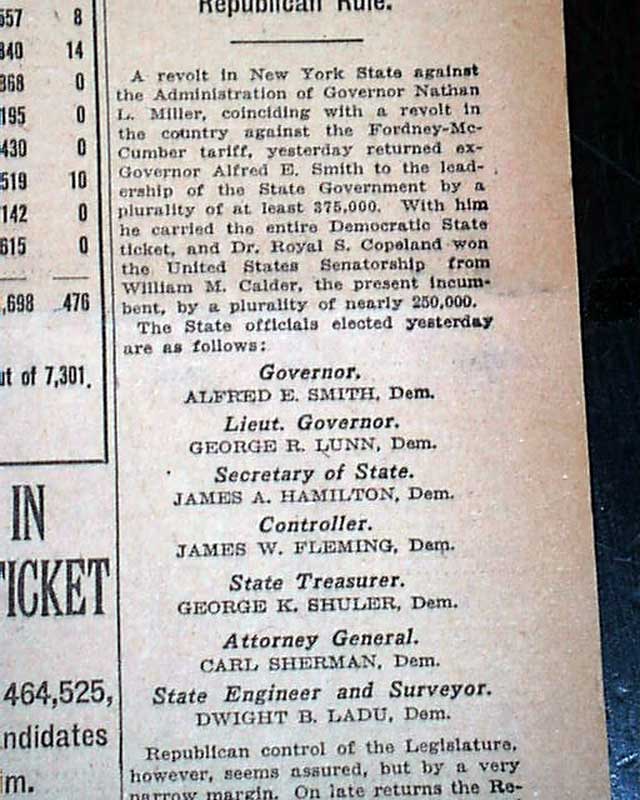 557 8
340 14
368 0
195 0
430 0
519 10
142 0
615 0
,698 476
ut of 7,301.
IN
TICKET
464,525,
ndidates
im.
Republican Rule.
A revolt in New York State against
the Administration of Governor Nathan
L. Miller, coinciding with a revolt in
the country against the Fordney-Mc-
Cumber tariff, yesterday returned ex-
Governor Alfred E. Smith to the lead-
ership of the State Government by a
plurality of at least 375,000. With him
he carried the entire Democratic State
ticket, and Dr. Royal S. Copeland won
the United States Senatorship from
William M. Calder, the present incum-
bent, by a plurality of nearly 250,000.
The State officials elected yesterday
are as follows:
Governor.
ALFRED E. SMITH, Dem.
Lieut. Governor.
GEORGE R. LUNN, Dem.
Secretary of State.
JAMES A. HAMILTON, Dem.
Controller.
JAMES W. FLEMING, Dem.
State Treasurer.
GEORGE K. SHULER, Dem.
Attorney General.
CARL SHERMAN, Dem.
State Engineer and Surveyor.
DWIGHT B. LADU, Dem.
Republican control of the Legislature,
however, seems assured, but by a very
narrow margin. On late returns the Re-